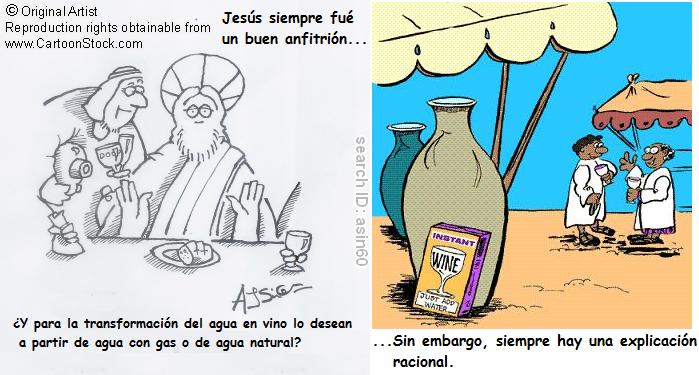 © Original Artist
Reproduction rights obtainable from
www.CartoonStock.com
Jesús siempre fué
un buen anfitrión...
search ID: asin60
¿Y para la transformación del agua en vino lo desean
a partir de agua con gas o de agua natural?
INSTANT
WINE
JUST ADD
WATER
...Sin embargo, siempre hay una explicación
racional.